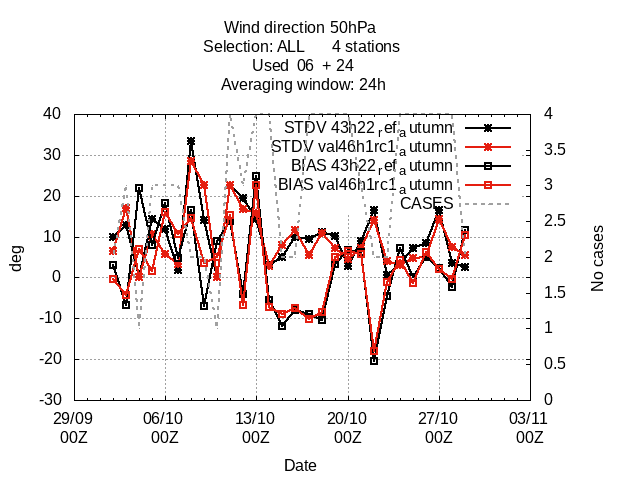 Wind direction 50hPa
Selection: ALL 4 stations
Used 06 + 24
Averaging window: 24h
40 4
30 3.5
20 3
10 2.5
0 2
-10 1.5
-20 1
-30 0.5
0
deg
No cases
STDV 43h22_ref_autumn
STDV val46h1rc1_autumn
BIAS 43h22_ref_autumn
BIAS val46h1rc1_autumn
CASES
29/09 06/10 13/10 20/10 27/10 03/11
00Z 00Z 00Z 00Z 00Z 00Z
Date